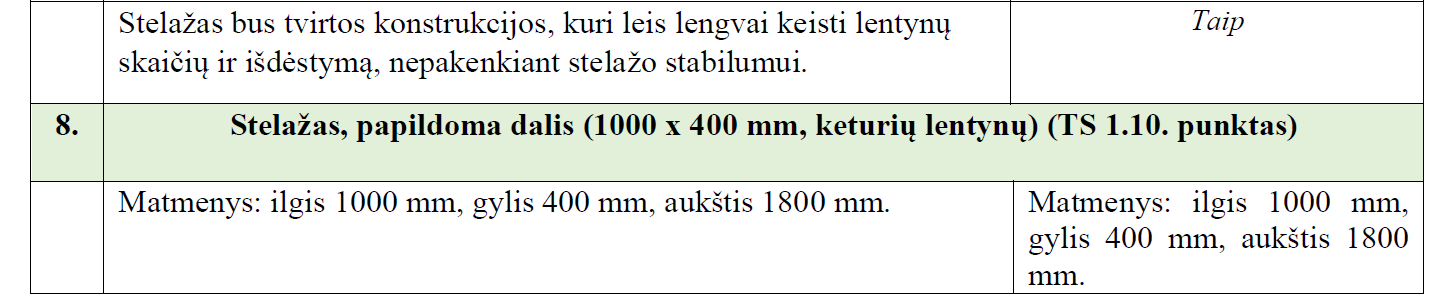 Stelažas bus tvirtos konstrukcijos, kuri leis lengvai keisti lentynų
skaičių ir išdėstymą, nepakenkiant stelažo stabilumui.
Taip
8.
Stelažas, papildoma dalis (1000 x 400 mm, keturių lentynų) (TS 1.10. punktas)
Matmenys: ilgis 1000 mm, gylis 400 mm, aukštis 1800 mm.
Matmenys: ilgis 1000 mm,
gylis 400 mm, aukštis 1800
mm.